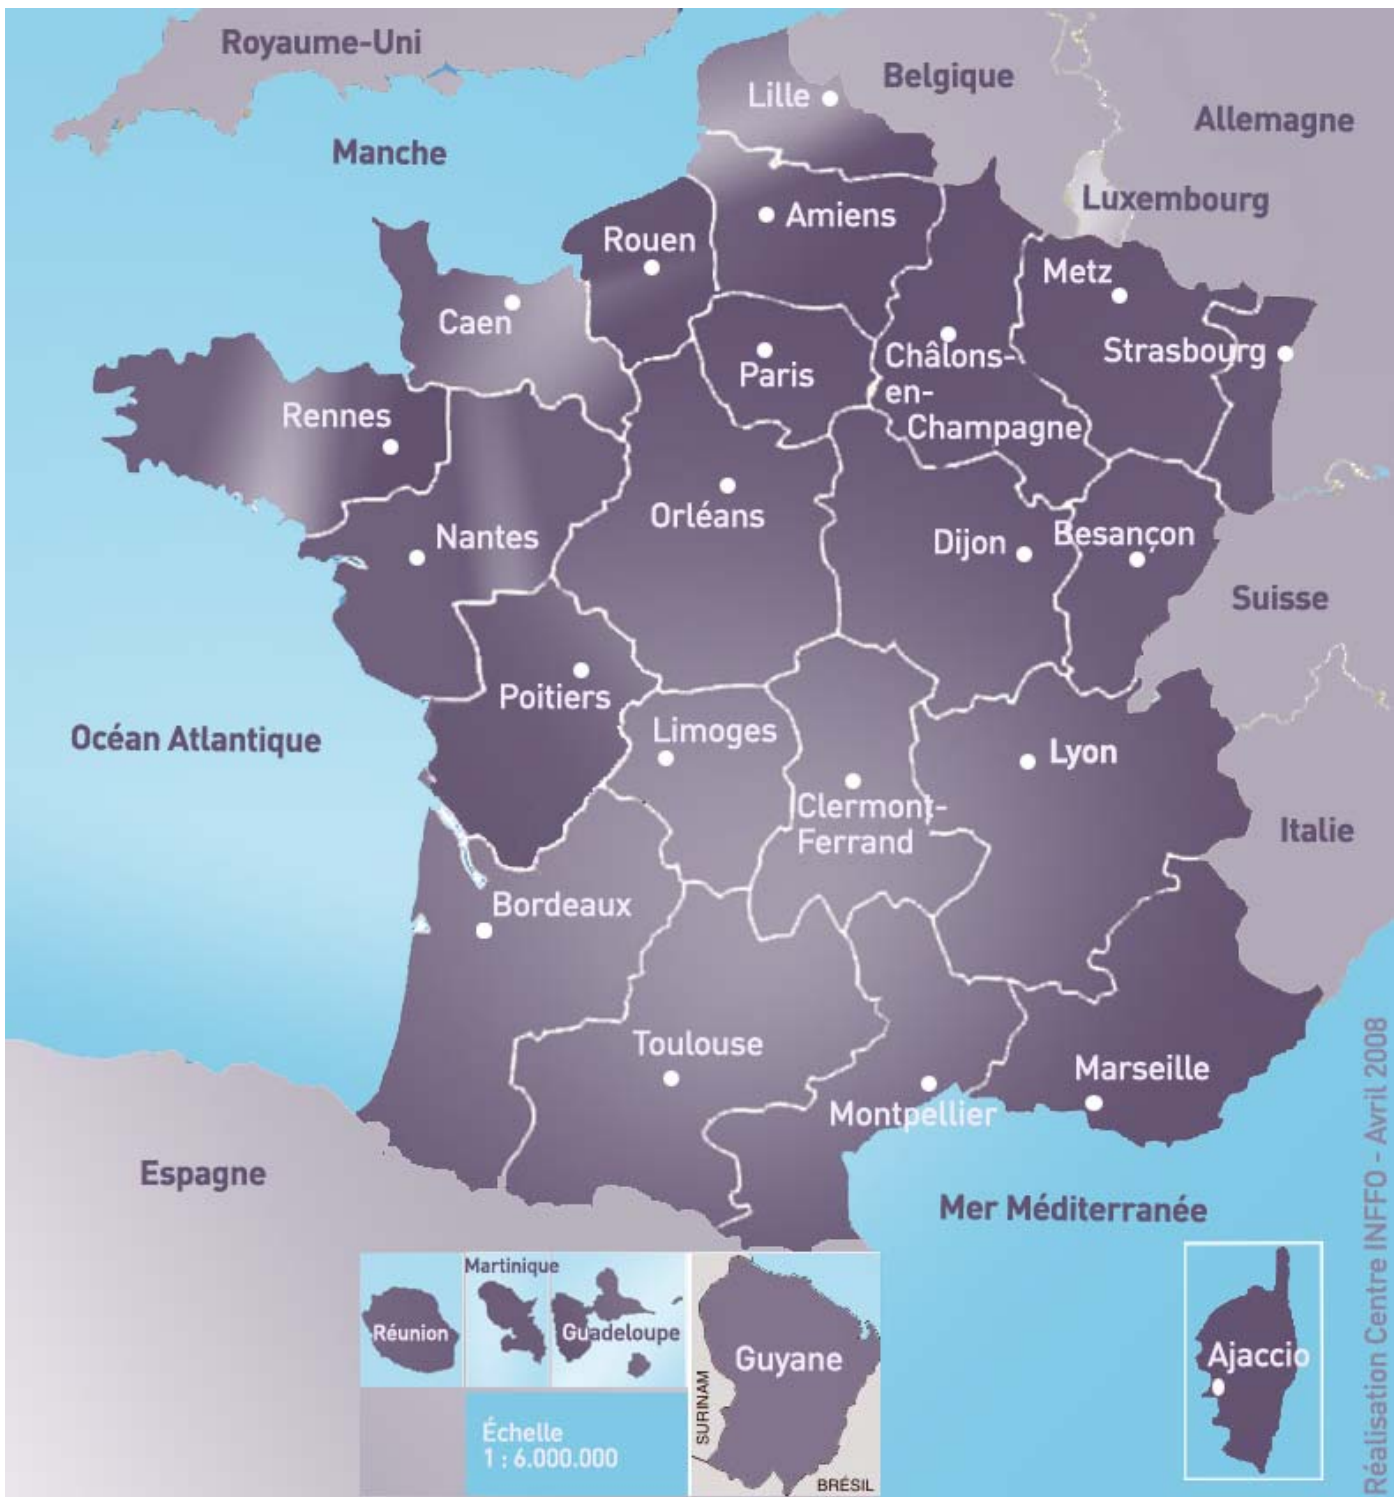 Royaume-Uni
Belgique
Lille
Allemagne
Manche
Luxembourg
Amiens
Rouen
Metz
Caen
Strasbourg
Châlons-
en-
Champagne
Paris
Rennes
Orléans
Nantes
Dijon
Besançon
Suisse
Poitiers
Limoges
Océan Atlantique
Lyon
Clermont-
Ferrand
Italie
Bordeaux
Toulouse
Marseille
Montpellier
Espagne
Mer Méditerranée
Martinique
Réunion
Guadeloupe
Guyane
SURINAM
BRÉSIL
Ajaccio
Échelle
1 : 6.000.000
Réalisation Centre INFFO - Avril 2008